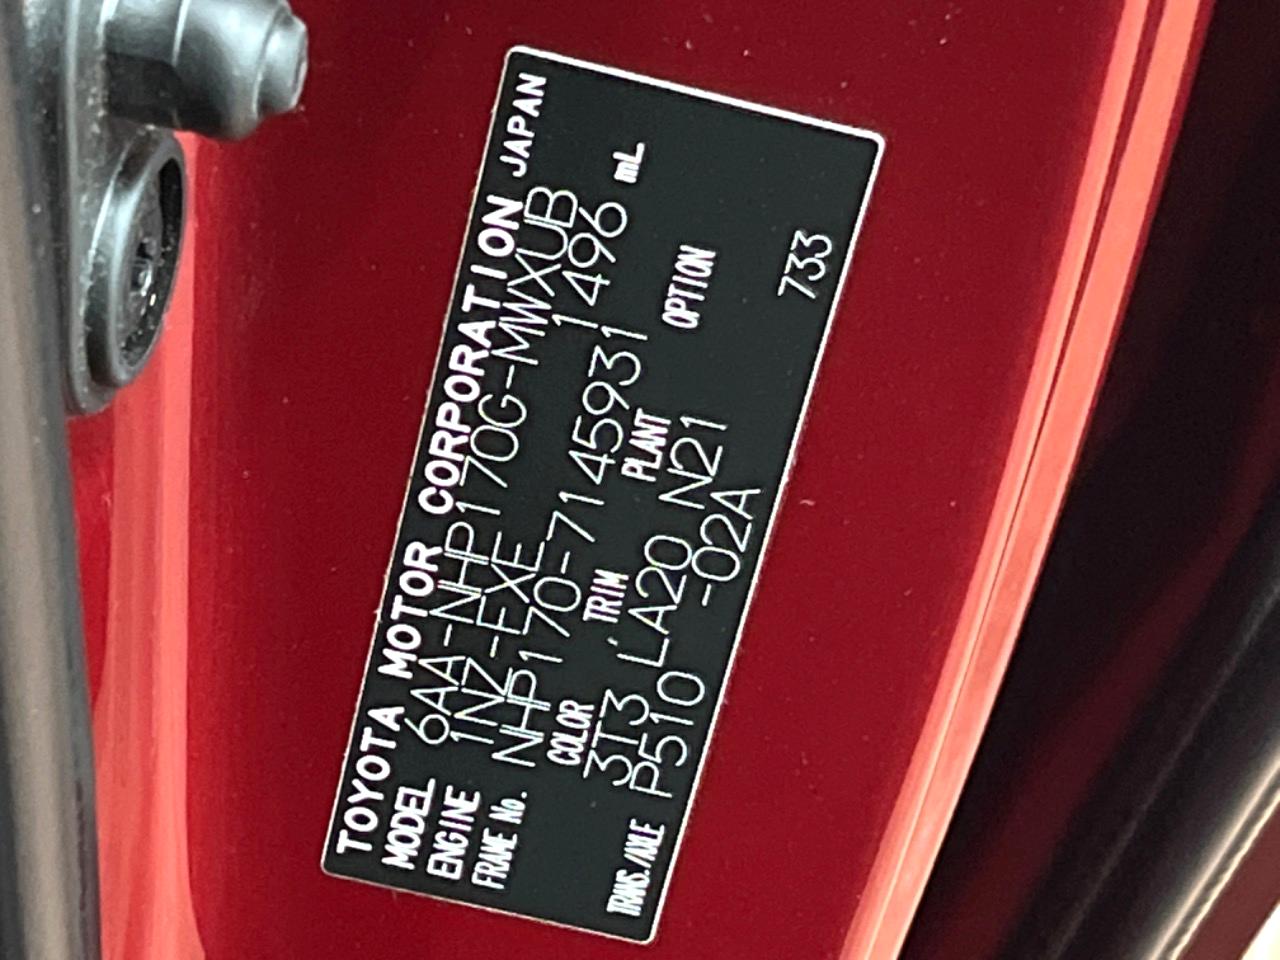 TOYOTA MOTOR CORPORATION JAPAN
MODEL 6AA-NHP170G-MWXUB
ENGINE 1NZ-EXE 1496 mL
FRAME No. NHP170-7145931
COLOR TRIM PLANT OPTION
3T3 LA20 N21
TRANS./AXLE P510 -02A 733